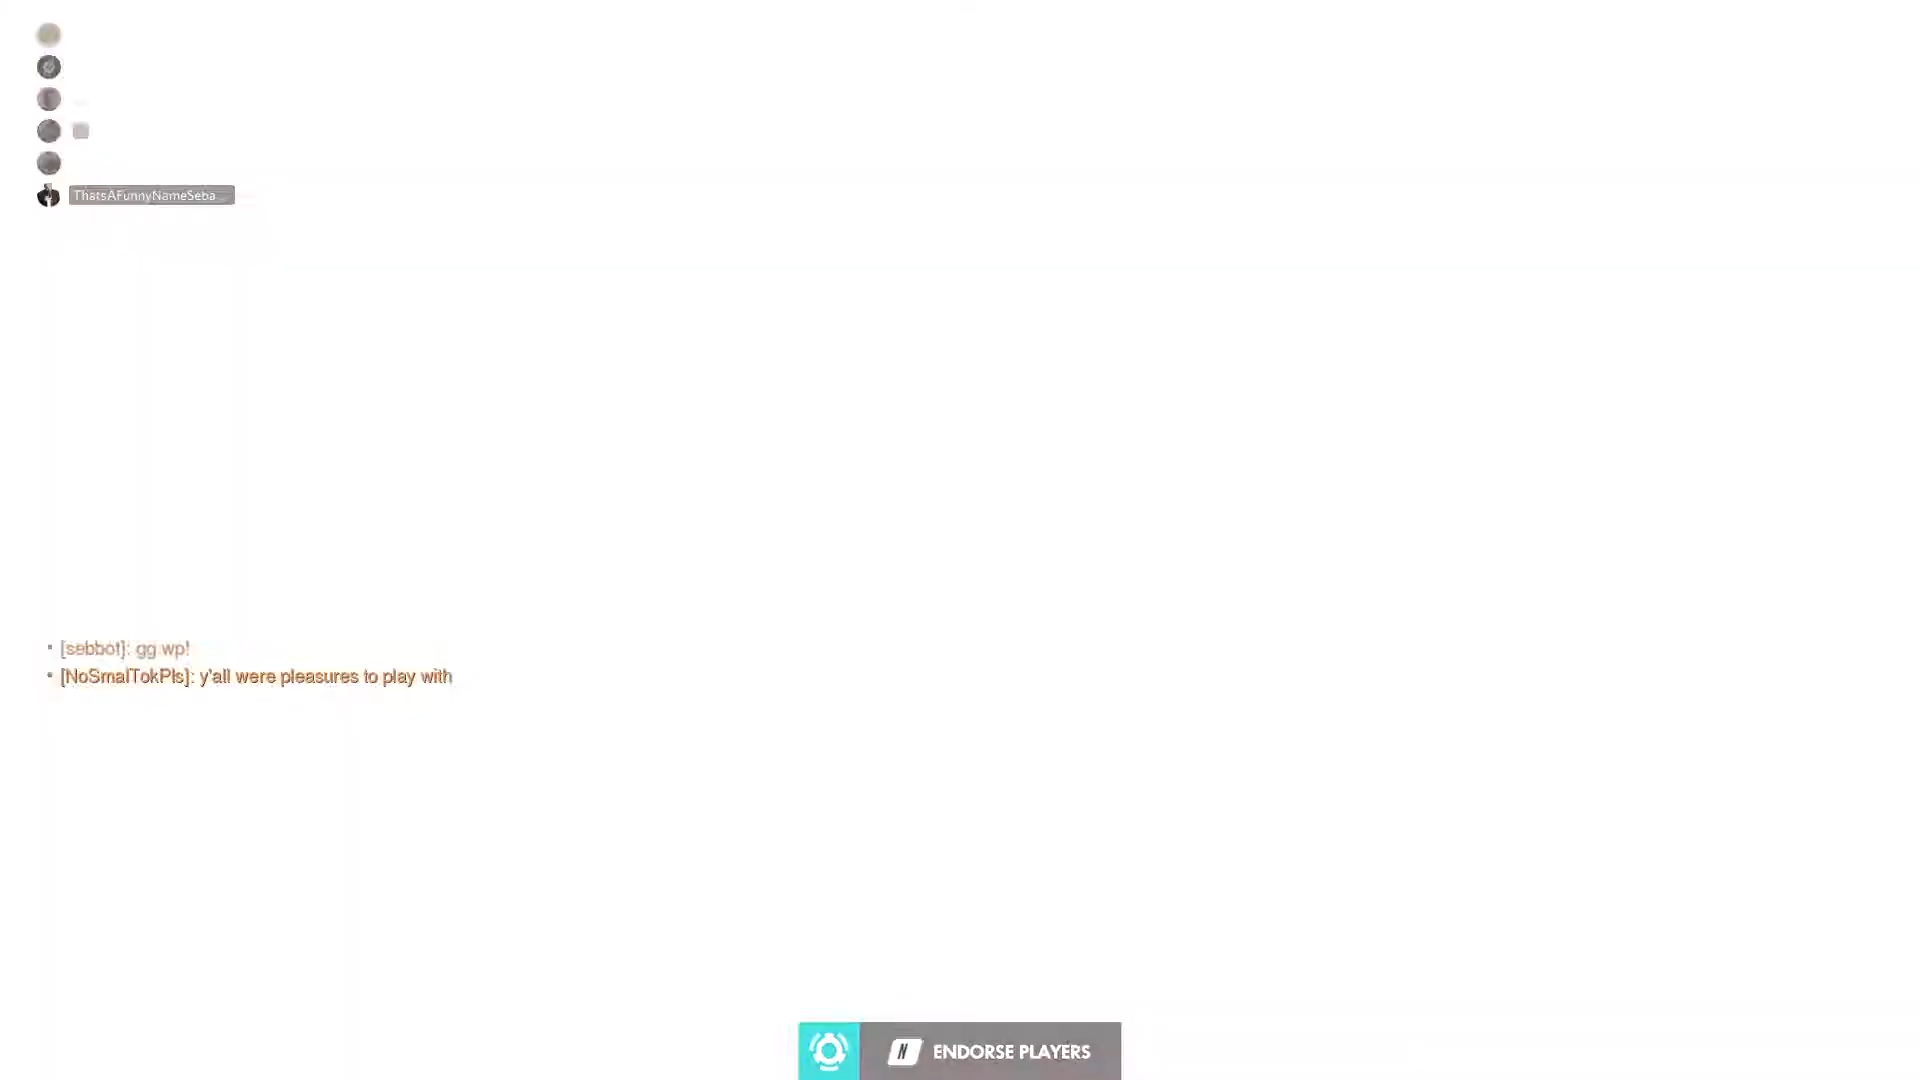 ThatsAFunnyNameSeba...
[sebbot]: gg wp!
[NoSmalTokPls]: y'all were pleasures to play with
N ENDORSE PLAYERS